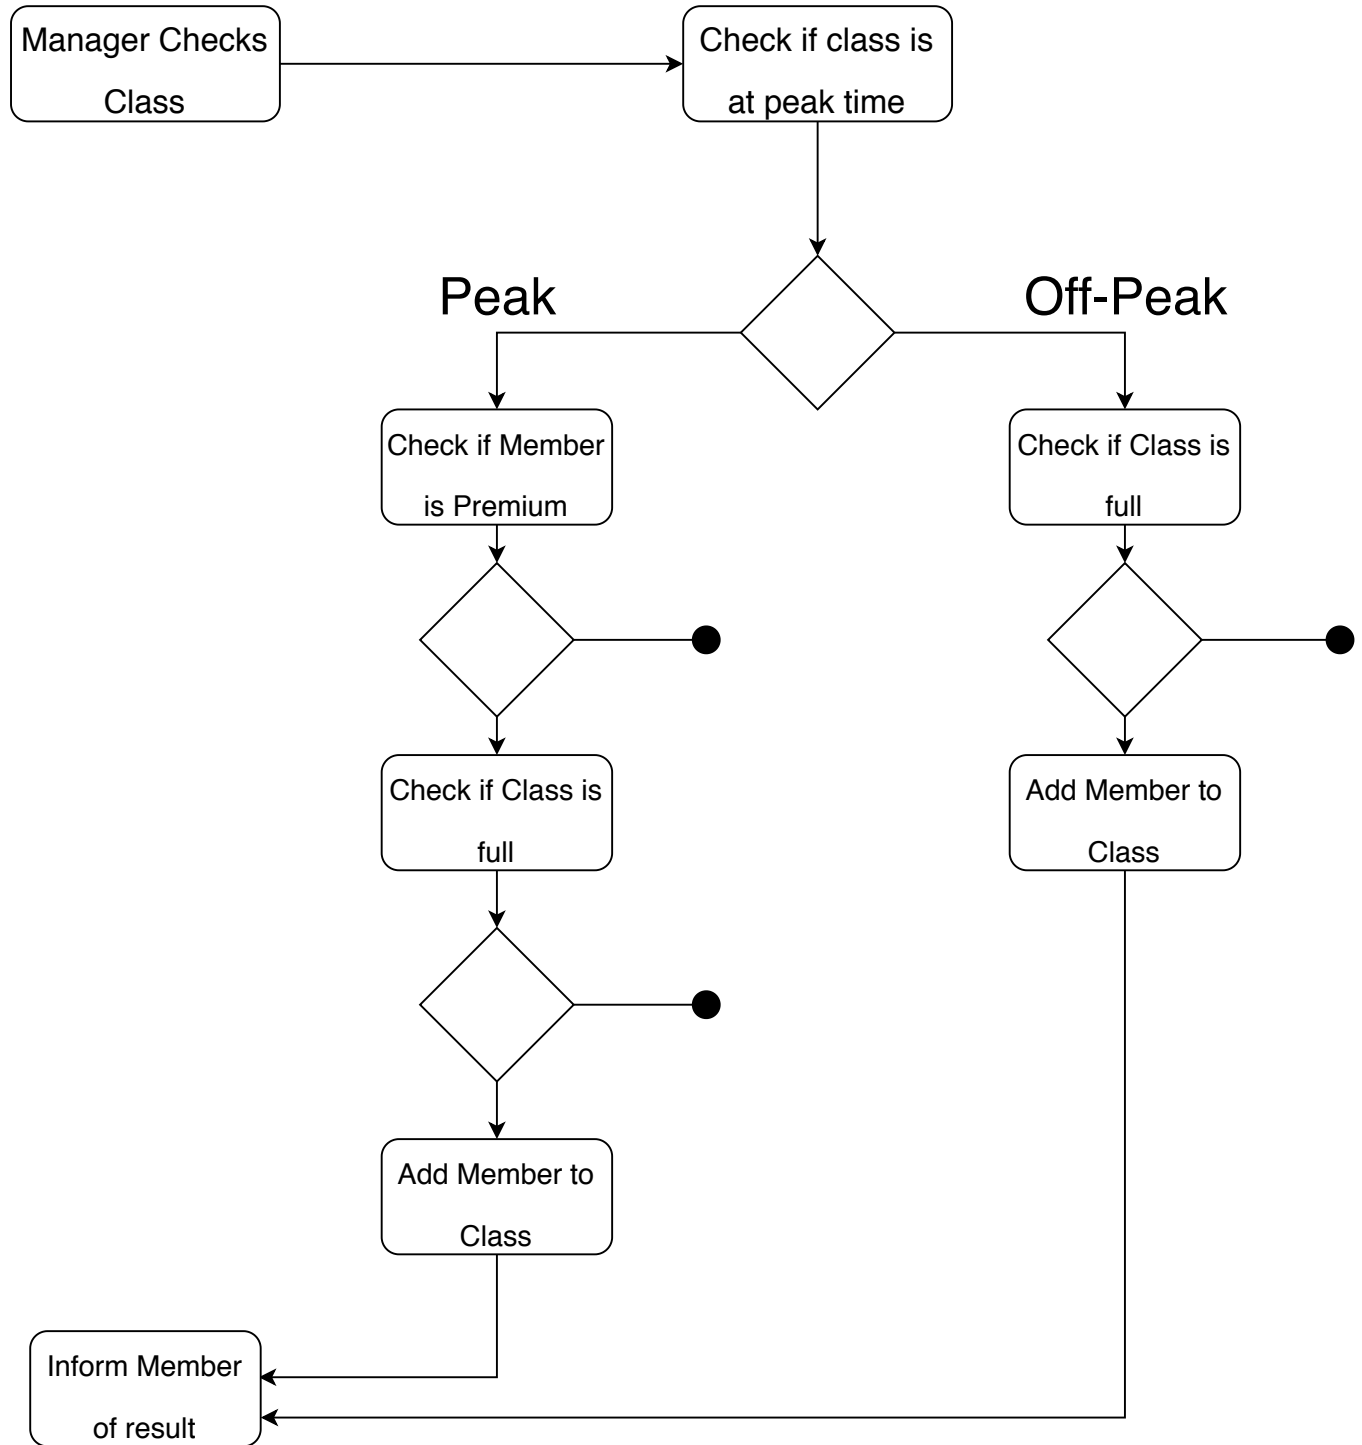 Manager Checks
Class
Check if class is
at peak time
Peak
Off-Peak
Check if Member
is Premium
Check if Class is
full
Check if Class is
full
Add Member to
Class
Add Member to
Class
Inform Member
of result